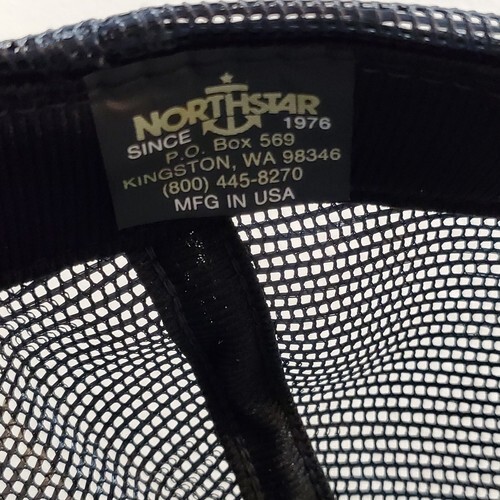 NORTHSTAR
SINCE 1976
P.O. Box 569
KINGSTON, WA 98346
(800) 445-8270
MFG IN USA